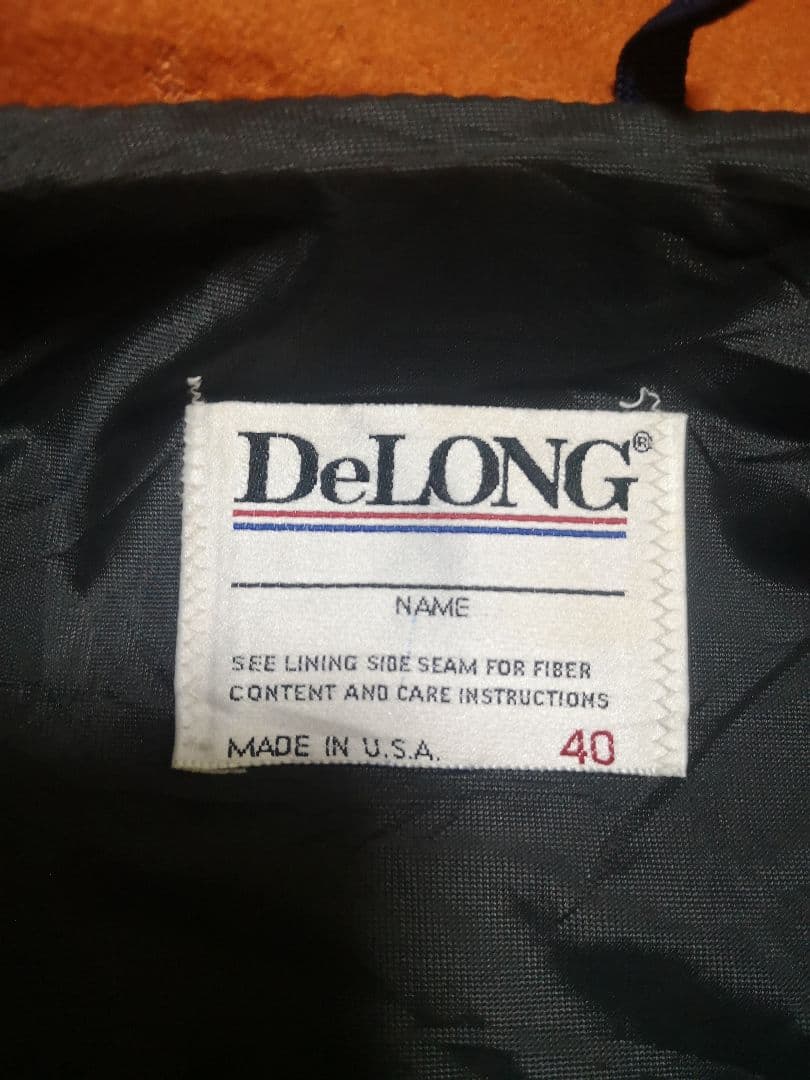 DeLONG®
NAME
SEE LINING SIDE SEAM FOR FIBER
CONTENT AND CARE INSTRUCTIONS
MADE IN U.S.A. 40